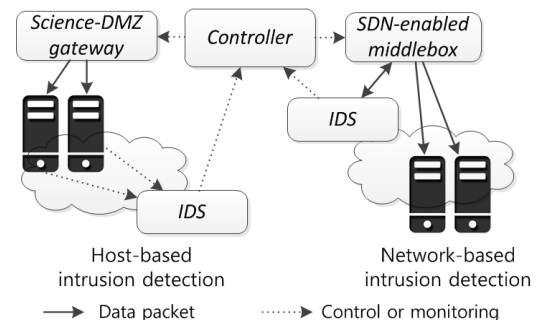 Science-DMZ
gateway
Controller
SDN-enabled
middlebox
IDS
IDS
Host-based
intrusion detection
Network-based
intrusion detection
Data packet
Control or monitoring